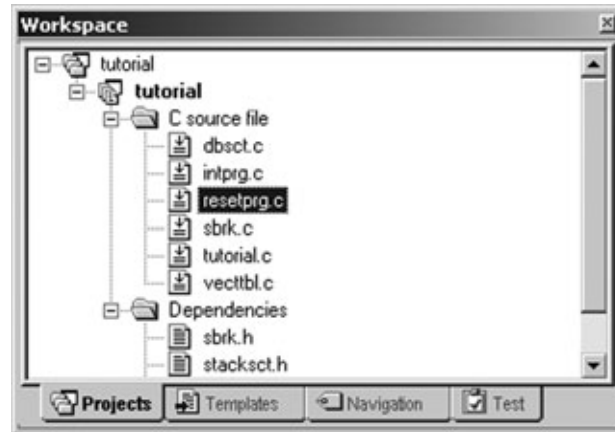 Workspace
tutorial
tutorial
C source file
dbsct.c
intprg.c
resetprg.c
sbrk.c
tutorial.c
vecttbl.c
Dependencies
sbrk.h
stacksct.h
Projects Templates Navigation Test